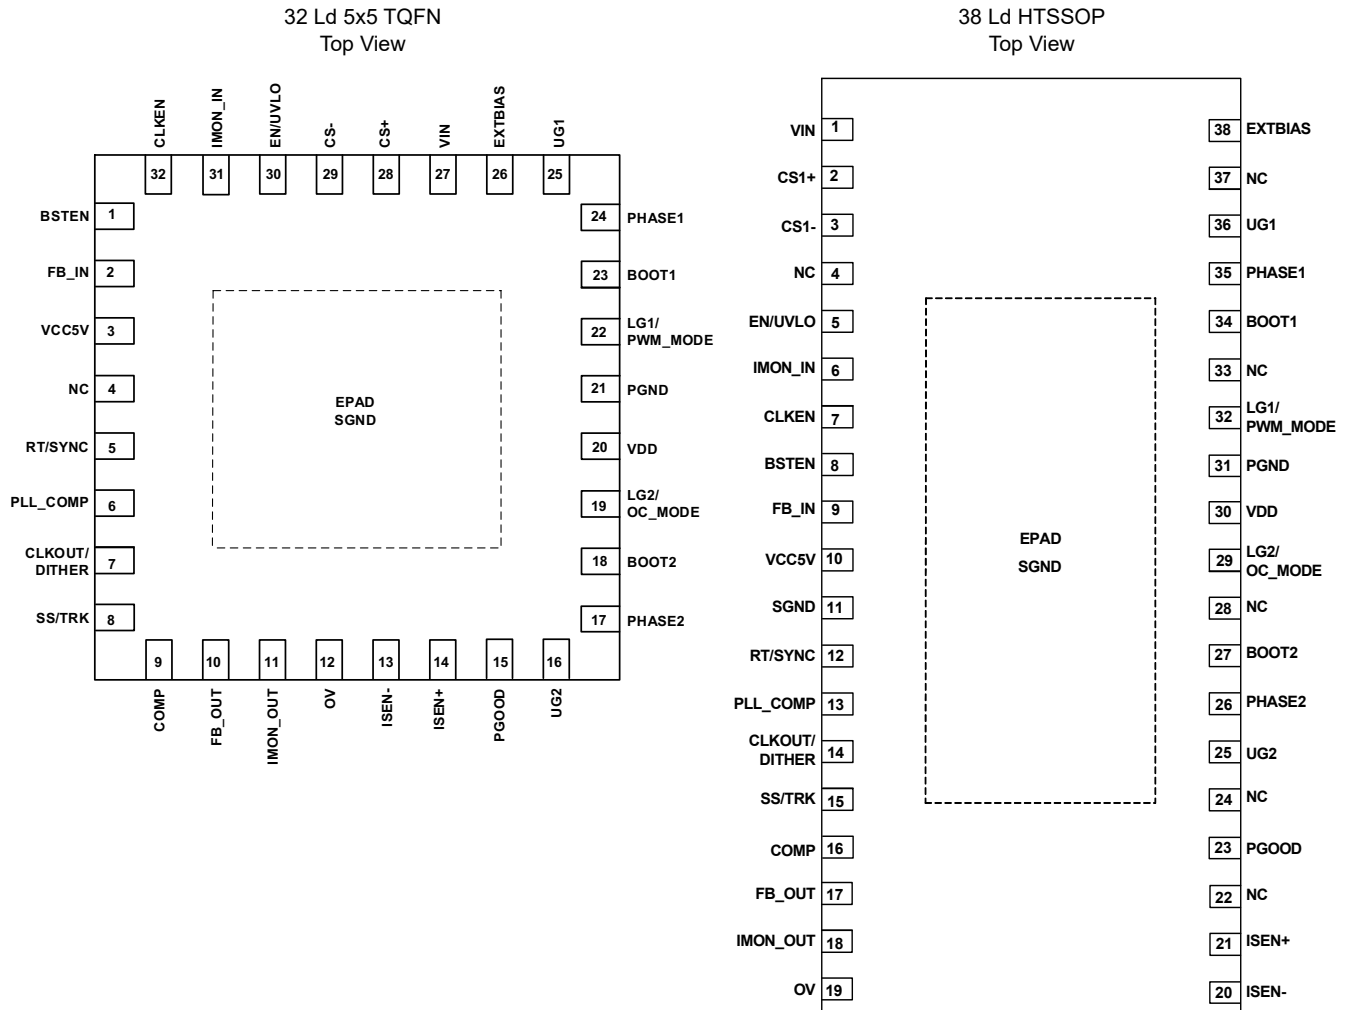 32 Ld 5x5 TQFN
Top View
CLKEN
IMON_IN
EN/UVLO
CS-
CS+
VIN
EXTBIAS
UG1
32
31
30
29
28
27
26
25
BSTEN 1
FB_IN 2
VCC5V 3
NC 4
RT/SYNC 5
PLL_COMP 6
CLKOUT/
DITHER 7
SS/TRK 8
24 PHASE1
23 BOOT1
22 LG1/
PWM_MODE
21 PGND
20 VDD
19 LG2/
OC_MODE
18 BOOT2
17 PHASE2
EPAD
SGND
9
10
11
12
13
14
15
16
COMP
FB_OUT
IMON_OUT
OV
ISEN-
ISEN+
PGOOD
UG2
38 Ld HTSSOP
Top View
VIN 1
CS1+ 2
CS1- 3
NC 4
EN/UVLO 5
IMON_IN 6
CLKEN 7
BSTEN 8
FB_IN 9
VCC5V 10
SGND 11
RT/SYNC 12
PLL_COMP 13
CLKOUT/
DITHER 14
SS/TRK 15
COMP 16
FB_OUT 17
IMON_OUT 18
OV 19
EPAD
SGND
38 EXTBIAS
37 NC
36 UG1
35 PHASE1
34 BOOT1
33 NC
32 LG1/
PWM_MODE
31 PGND
30 VDD
29 LG2/
OC_MODE
28 NC
27 BOOT2
26 PHASE2
25 UG2
24 NC
23 PGOOD
22 NC
21 ISEN+
20 ISEN-